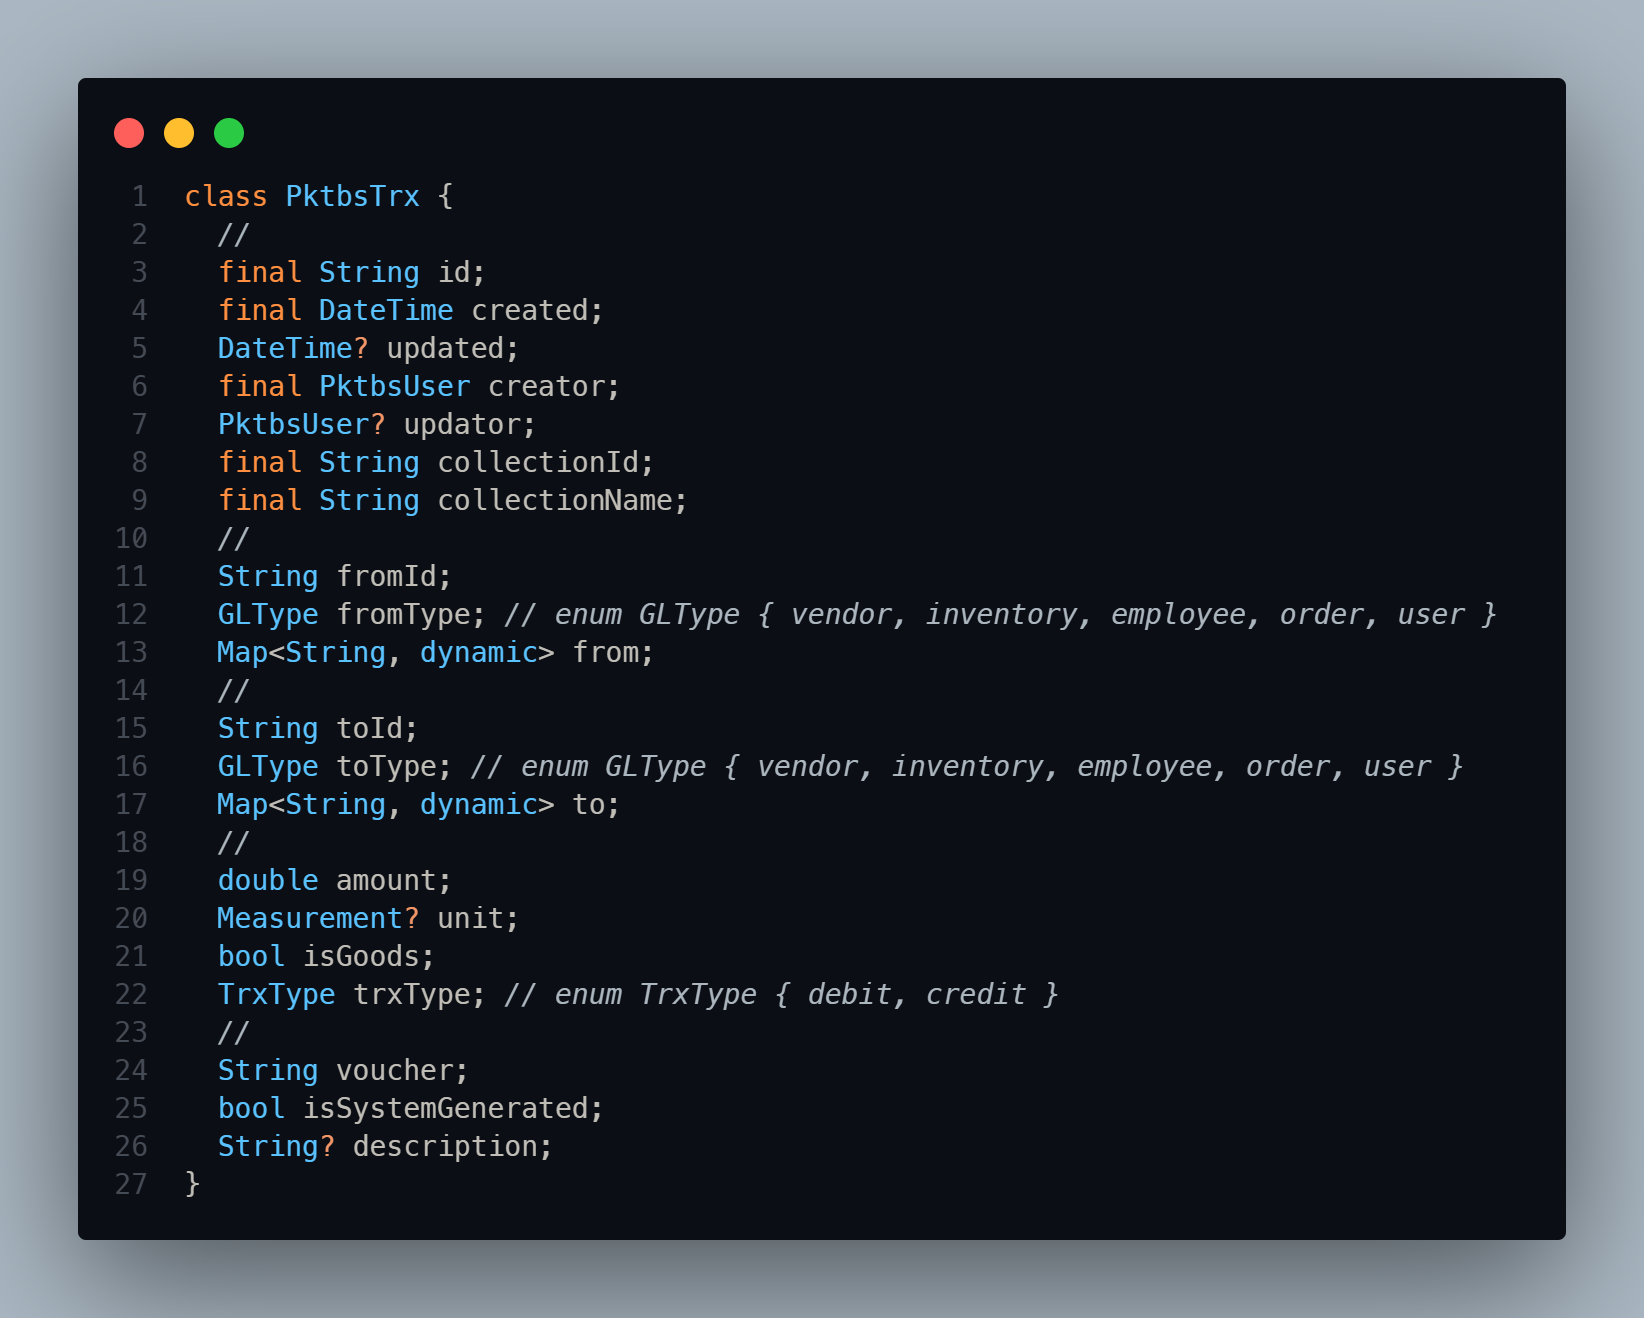 1 class PktbsTrx {
2   //
3   final String id;
4   final DateTime created;
5   DateTime? updated;
6   final PktbsUser creator;
7   PktbsUser? updator;
8   final String collectionId;
9   final String collectionName;
10   //
11   String fromId;
12   GLType fromType; // enum GLType { vendor, inventory, employee, order, user }
13   Map<String, dynamic> from;
14   //
15   String toId;
16   GLType toType; // enum GLType { vendor, inventory, employee, order, user }
17   Map<String, dynamic> to;
18   //
19   double amount;
20   Measurement? unit;
21   bool isGoods;
22   TrxType trxType; // enum TrxType { debit, credit }
23   //
24   String voucher;
25   bool isSystemGenerated;
26   String? description;
27 }